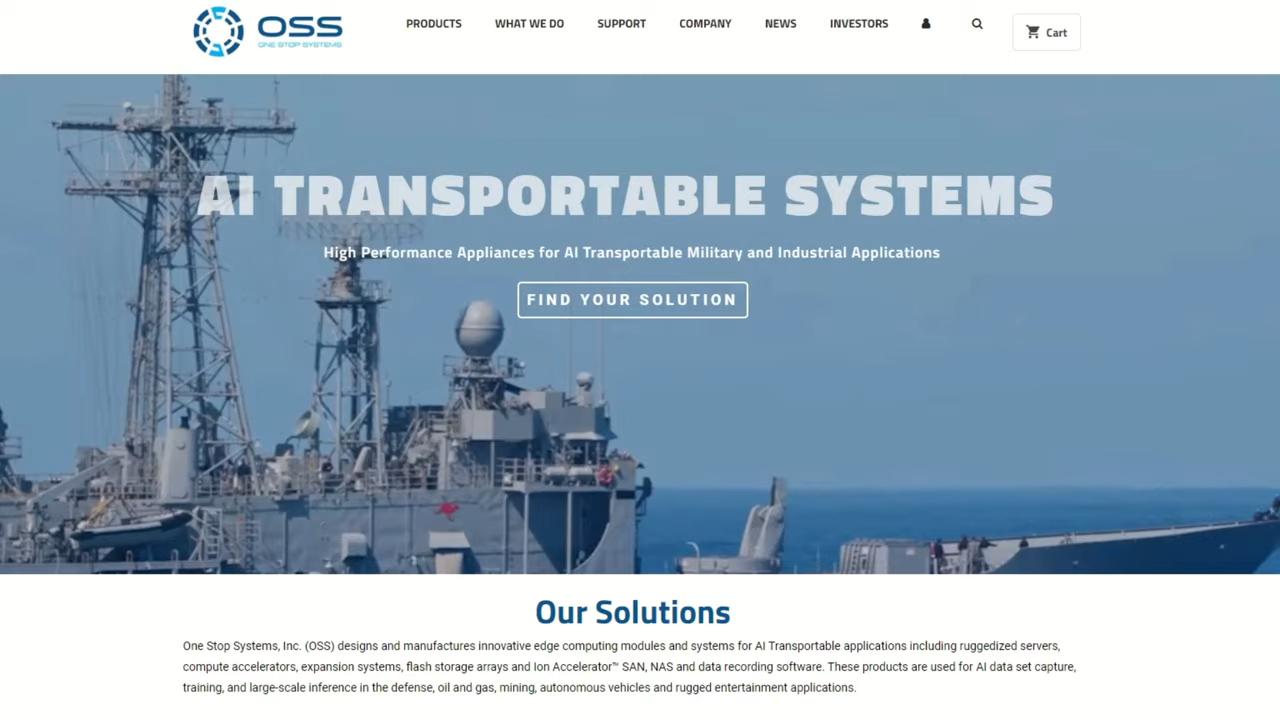 OSS
ONE STOP SYSTEMS
PRODUCTS
WHAT WE DO
SUPPORT
COMPANY
NEWS
INVESTORS
Cart
AI TRANSPORTABLE SYSTEMS
High Performance Appliances for AI Transportable Military and Industrial Applications
FIND YOUR SOLUTION
Our Solutions
One Stop Systems, Inc. (OSS) designs and manufactures innovative edge computing modules and systems for AI Transportable applications including ruggedized servers,
compute accelerators, expansion systems, flash storage arrays and Ion Accelerator™ SAN, NAS and data recording software. These products are used for AI data set capture,
training, and large-scale inference in the defense, oil and gas, mining, autonomous vehicles and rugged entertainment applications.